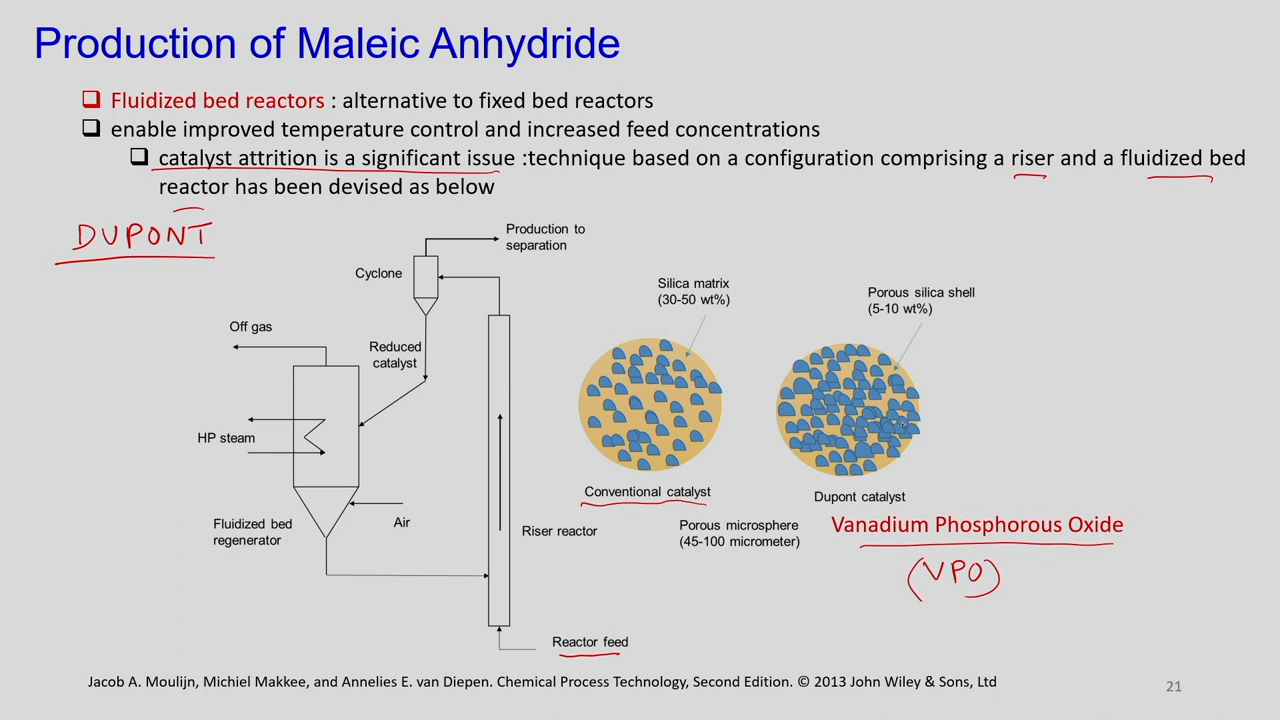 Production of Maleic Anhydride
Fluidized bed reactors : alternative to fixed bed reactors
enable improved temperature control and increased feed concentrations
catalyst attrition is a significant issue :technique based on a configuration comprising a riser and a fluidized bed
reactor has been devised as below
DUPONT
Production to
separation
Cyclone
Silica matrix
(30-50 wt%)
Porous silica shell
(5-10 wt%)
Off gas
Reduced
catalyst
HP steam
Conventional catalyst
Dupont catalyst
Fluidized bed
regenerator
Air
Riser reactor
Porous microsphere
(45-100 micrometer)
Vanadium Phosphorous Oxide
(VPO)
Reactor feed
Jacob A. Moulijn, Michiel Makkee, and Annelies E. van Diepen. Chemical Process Technology, Second Edition. © 2013 John Wiley & Sons, Ltd
21